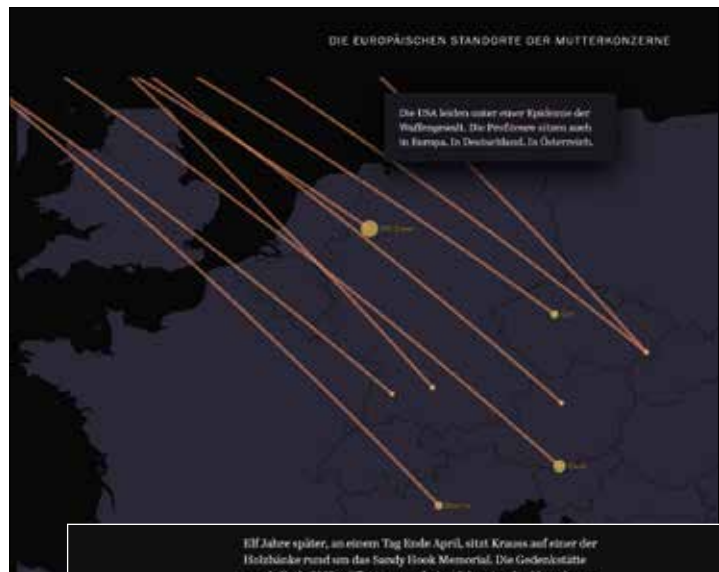 DIE EUROPÄISCHEN STANDORTE DER MUTTERKONZERNE
Die USA leiden unter einer Epidemie der
Waffengewalt. Die Profiteure sitzen auch
in Europa. In Deutschland. In Österreich.
Elf Jahre später, an einem Tag Ende April, sitzt Krauss auf einer der
Holzbänke rund um das Sandy Hook Memorial. Die Gedenkstätte